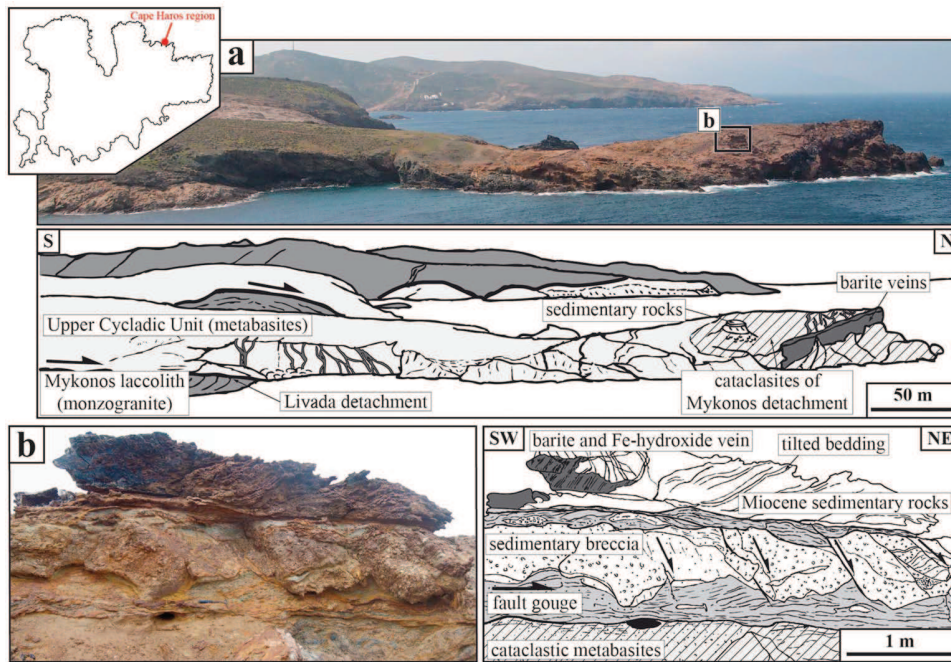 Cape Haros
region
a
b
S
N
barite
veins
sedimentary
rocks
Upper Cycladic Unit (metabasites)
Mykonos laccolith
(monzogranite)
Livada detachment
cataclasites of
Mykonos detachment
50 m
b
SW
barite and Fe-hydroxide vein
tilted bedding
NE
Miocene sedimentary rocks
sedimentary breccia
fault gouge
cataclastic metabasites
1 m